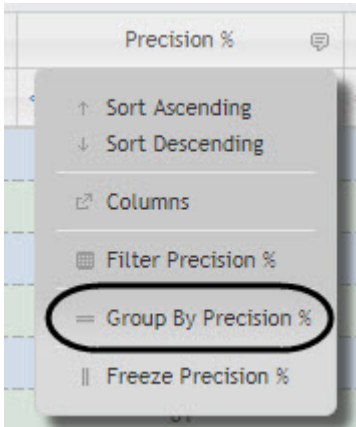 Precision %
Sort Ascending
Sort Descending
Columns
Filter Precision %
Group By Precision %
Freeze Precision %